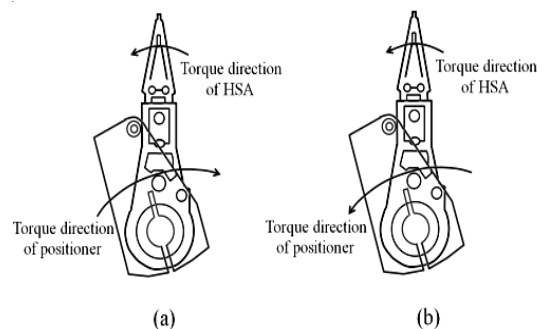 Torque direction
of HSA
Torque direction
of positioner
(a)
Torque direction
of HSA
Torque direction
of positioner
(b)